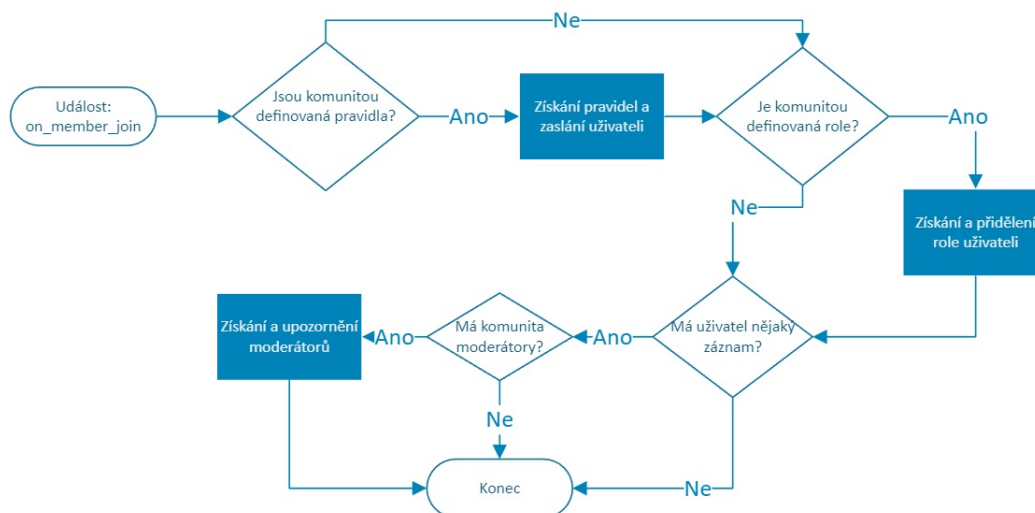 Ne
Událost:
on_member_join
Jsou komunitou
definovaná pravidla?
Ano
Získání pravidel a
zaslání uživateli
Je komunitou
definovaná role?
Ano
Ne
Získání a přidělení
role uživateli
Získání a upozornění
moderátorů
Ano
Má komunita
moderátory?
Ano
Má uživatel nějaký
záznam?
Ne
Konec
Ne